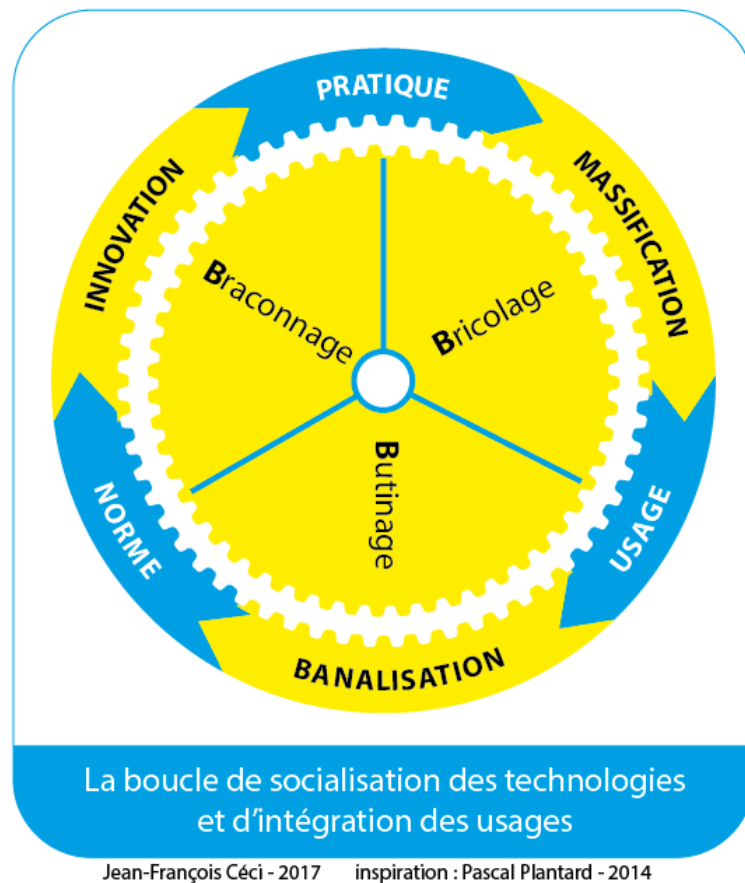 PRATIQUE
MASSIFICATION
USAGE
BANALISATION
NORME
INNOVATION
Braconnage
Bricolage
Butinage
La boucle de socialisation des technologies
et d'intégration des usages
Jean-François Céci - 2017 inspiration : Pascal Plantard - 2014